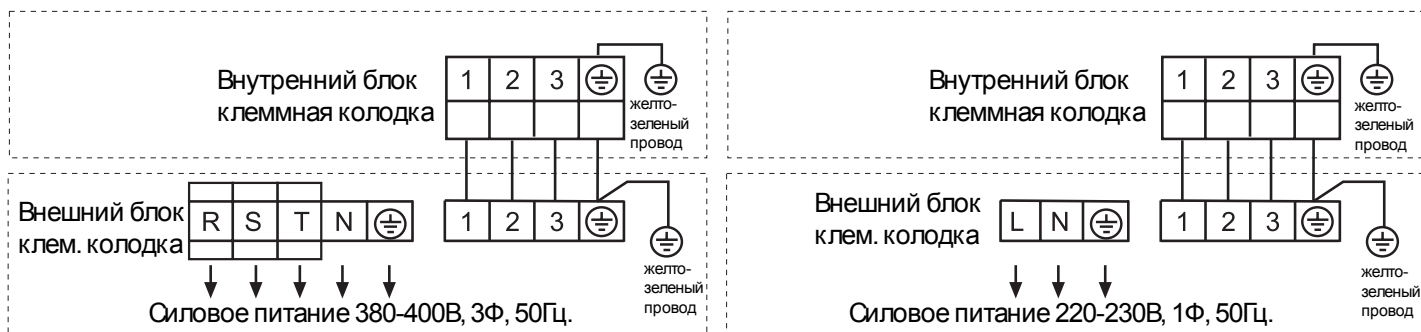 Внутренний блок
клеммная колодка
1 2 3
желто-
зеленый
провод
Внешний блок
клем. колодка
R S T N
1 2 3
желто-
зеленый
провод
Силовое питание 380-400В, 3Ф, 50Гц.
Внутренний блок
клеммная колодка
1 2 3
желто-
зеленый
провод
Внешний блок
клем. колодка
L N
1 2 3
желто-
зеленый
провод
Силовое питание 220-230В, 1Ф, 50Гц.